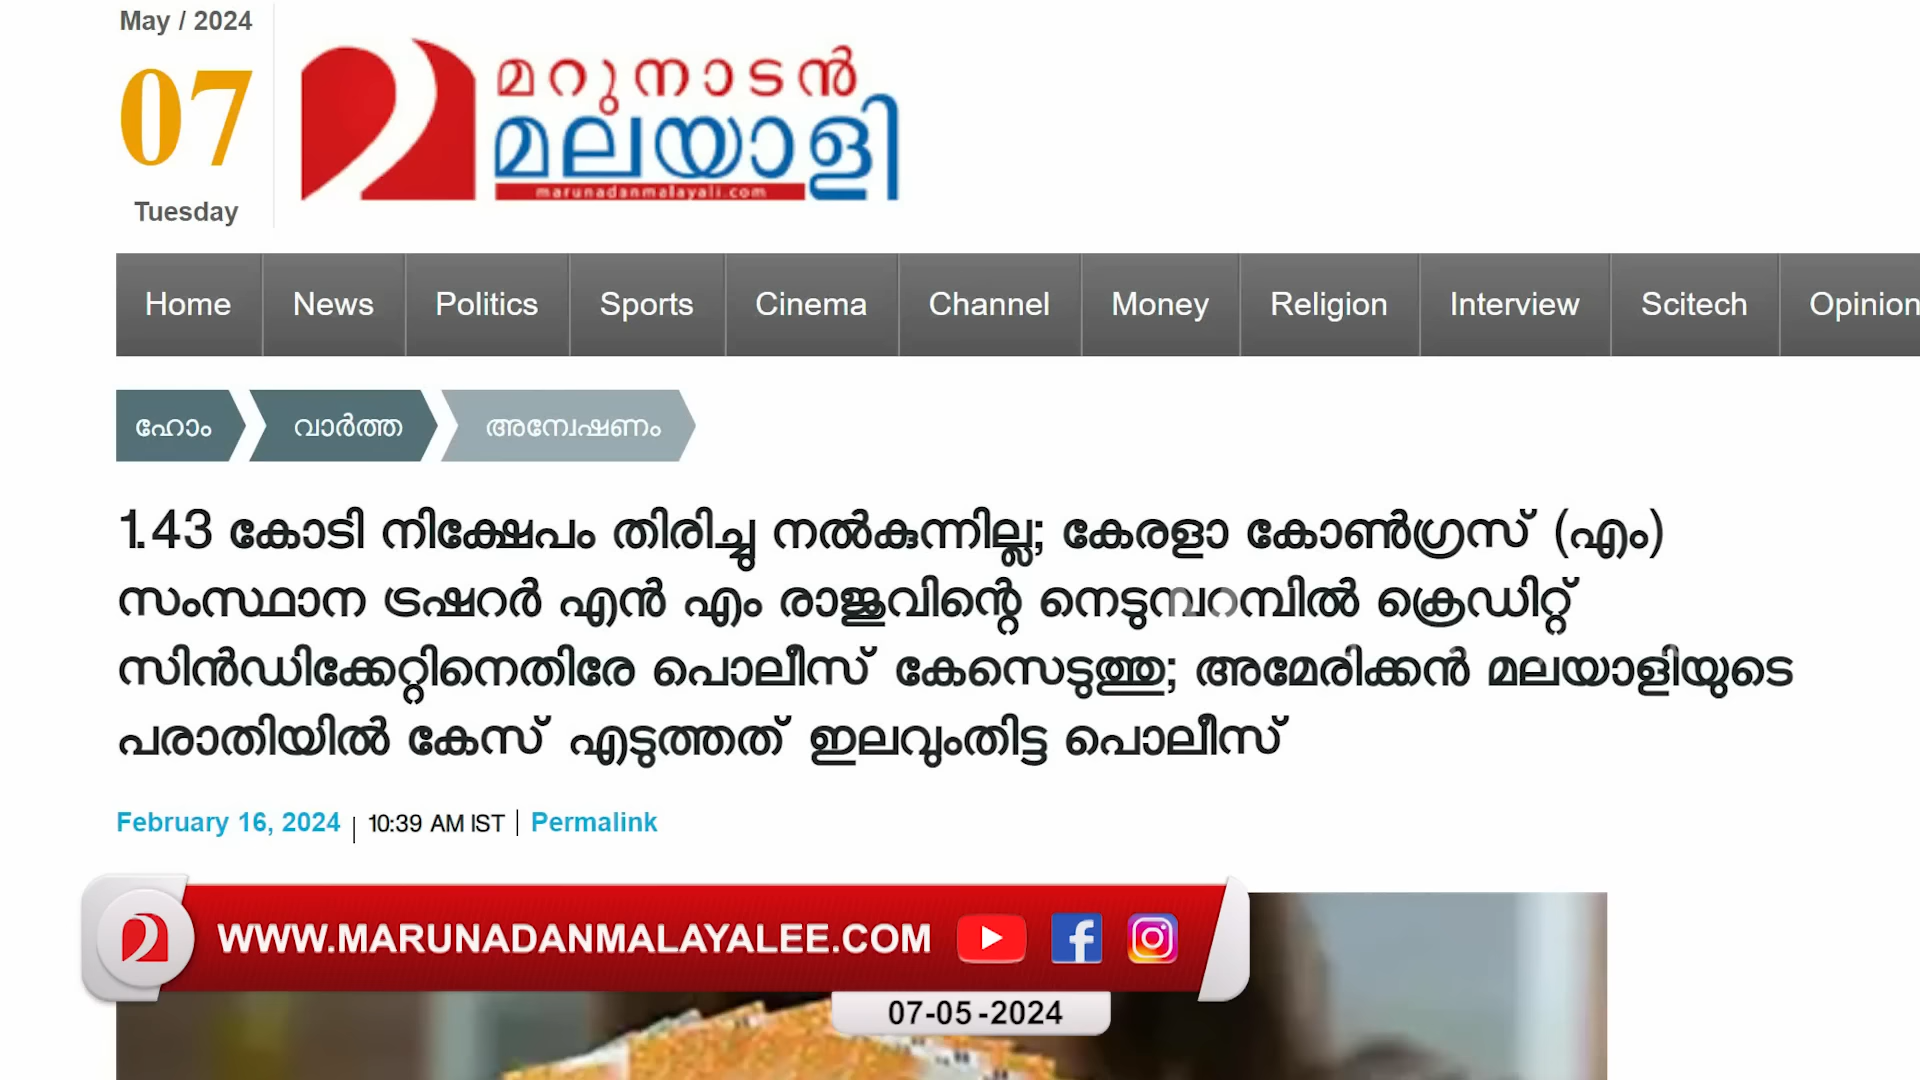 May / 2024
07
Tuesday
മറുനാടൻ
മലയാളി
marunadanmalayali.com
Home News Politics Sports Cinema Channel Money Religion Interview Scitech Opinion
ഹോം വാർത്ത അന്വേഷണം
1.43 കോടി നിക്ഷേപം തിരിച്ചു നൽകുന്നില്ല; കേരളാ കോൺഗ്രസ് (എം)
സംസ്ഥാന ട്രഷറർ എൻ എം രാജുവിന്റെ നെടുമ്പറമ്പിൽ ക്രെഡിറ്റ്
സിൻഡിക്കേറ്റിനെതിരേ പൊലീസ് കേസെടുത്തു; അമേരിക്കൻ മലയാളിയുടെ
പരാതിയിൽ കേസ് എടുത്തത് ഇലവുംതിട്ട പൊലീസ്
February 16, 2024 | 10:39 AM IST | Permalink
WWW.MARUNADANMALAYALEE.COM
07-05-2024